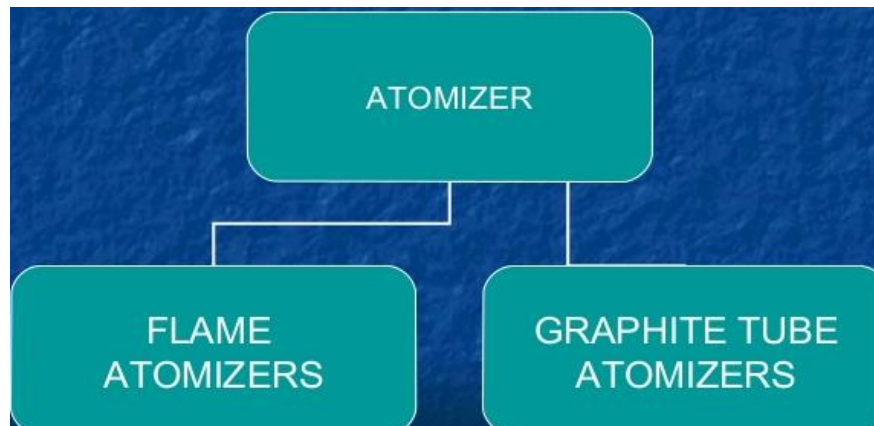 ATOMIZER
FLAME
ATOMIZERS
GRAPHITE TUBE
ATOMIZERS